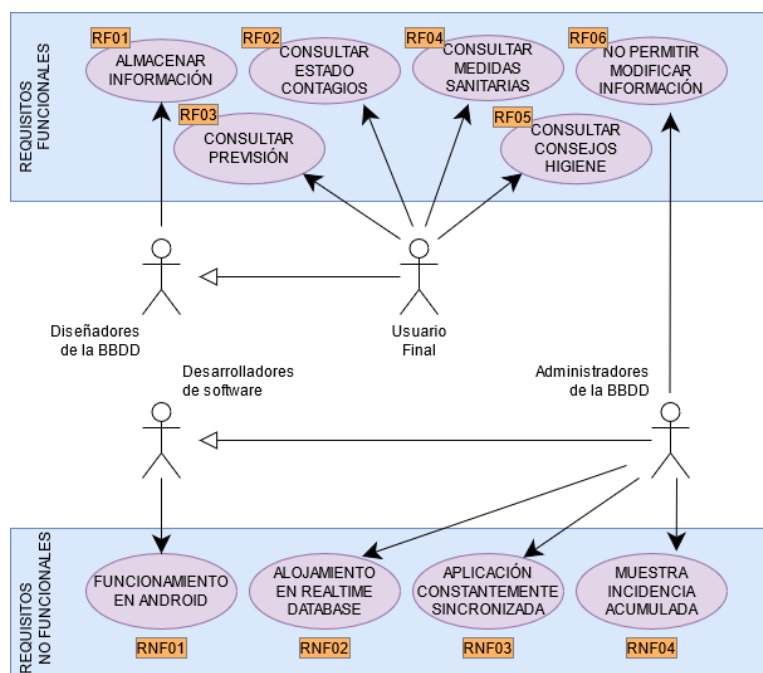 REQUISITOS
FUNCIONALES
RF01
ALMACENAR
INFORMACIÓN
RF02
CONSULTAR
ESTADO
CONTAGIOS
RF04
CONSULTAR
MEDIDAS
SANITARIAS
RF06
NO PERMITIR
MODIFICAR
INFORMACIÓN
RF03
CONSULTAR
PREVISIÓN
RF05
CONSULTAR
CONSEJOS
HIGIENE
Diseñadores
de la BBDD
Usuario
Final
Desarrolladores
de software
Administradores
de la BBDD
REQUISITOS
NO FUNCIONALES
FUNCIONAMIENTO
EN ANDROID
RNF01
ALOJAMIENTO
EN REALTIME
DATABASE
RNF02
APLICACIÓN
CONSTANTEMENTE
SINCRONIZADA
RNF03
MUESTRA
INCIDENCIA
ACUMULADA
RNF04